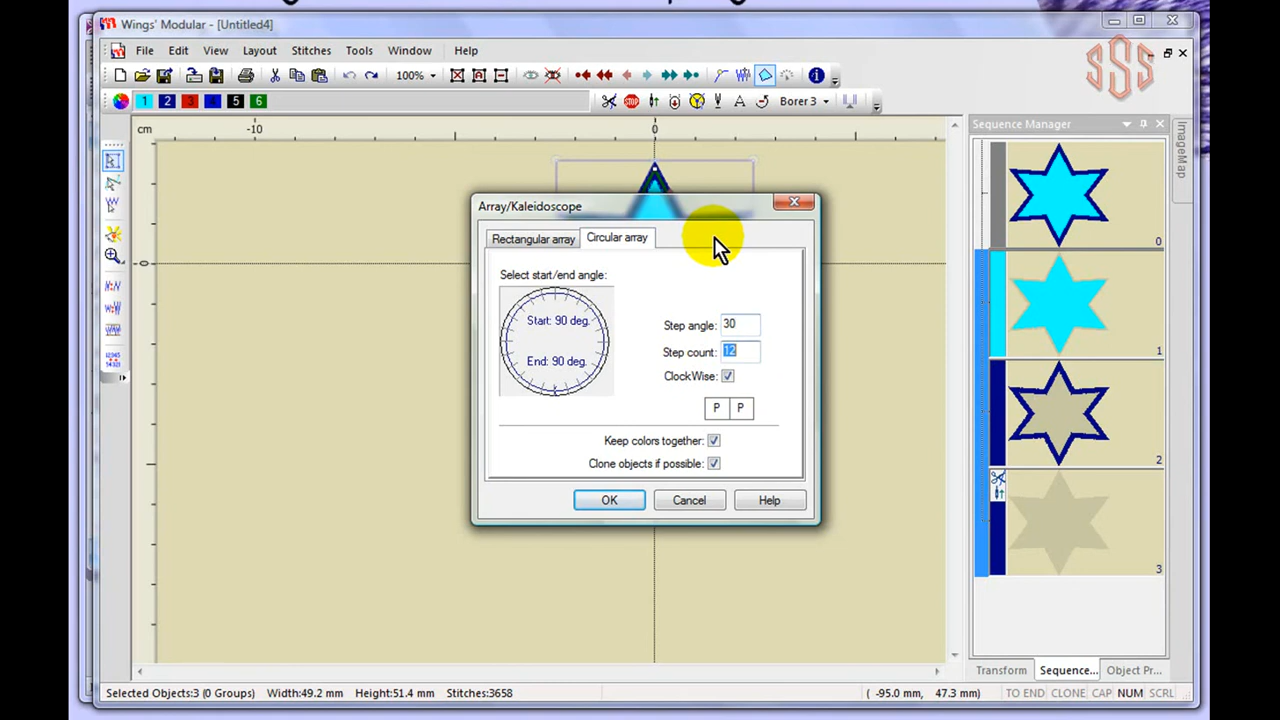 Wings' Modular - [Untitled4]
File Edit View Layout Stitches Tools Window Help
SSS
100%
1 2 3 4 5 6
STOP
Borer 3
cm -10 0
Sequence Manager
ImageMap
0
Array/Kaleidoscope
Rectangular array Circular array
Select start/end angle:
Start: 90 deg.
End: 90 deg.
Step angle: 30
Step count: 12
ClockWise:
P P
Keep colors together:
Clone objects if possible:
OK Cancel Help
0
1
2
3
Transform Sequence... Object Pr...
Selected Objects:3 (0 Groups) Width:49.2 mm Height:51.4 mm Stitches:3658 ( -95.0 mm, 47.3 mm) TO END CLONE CAP NUM SCRL